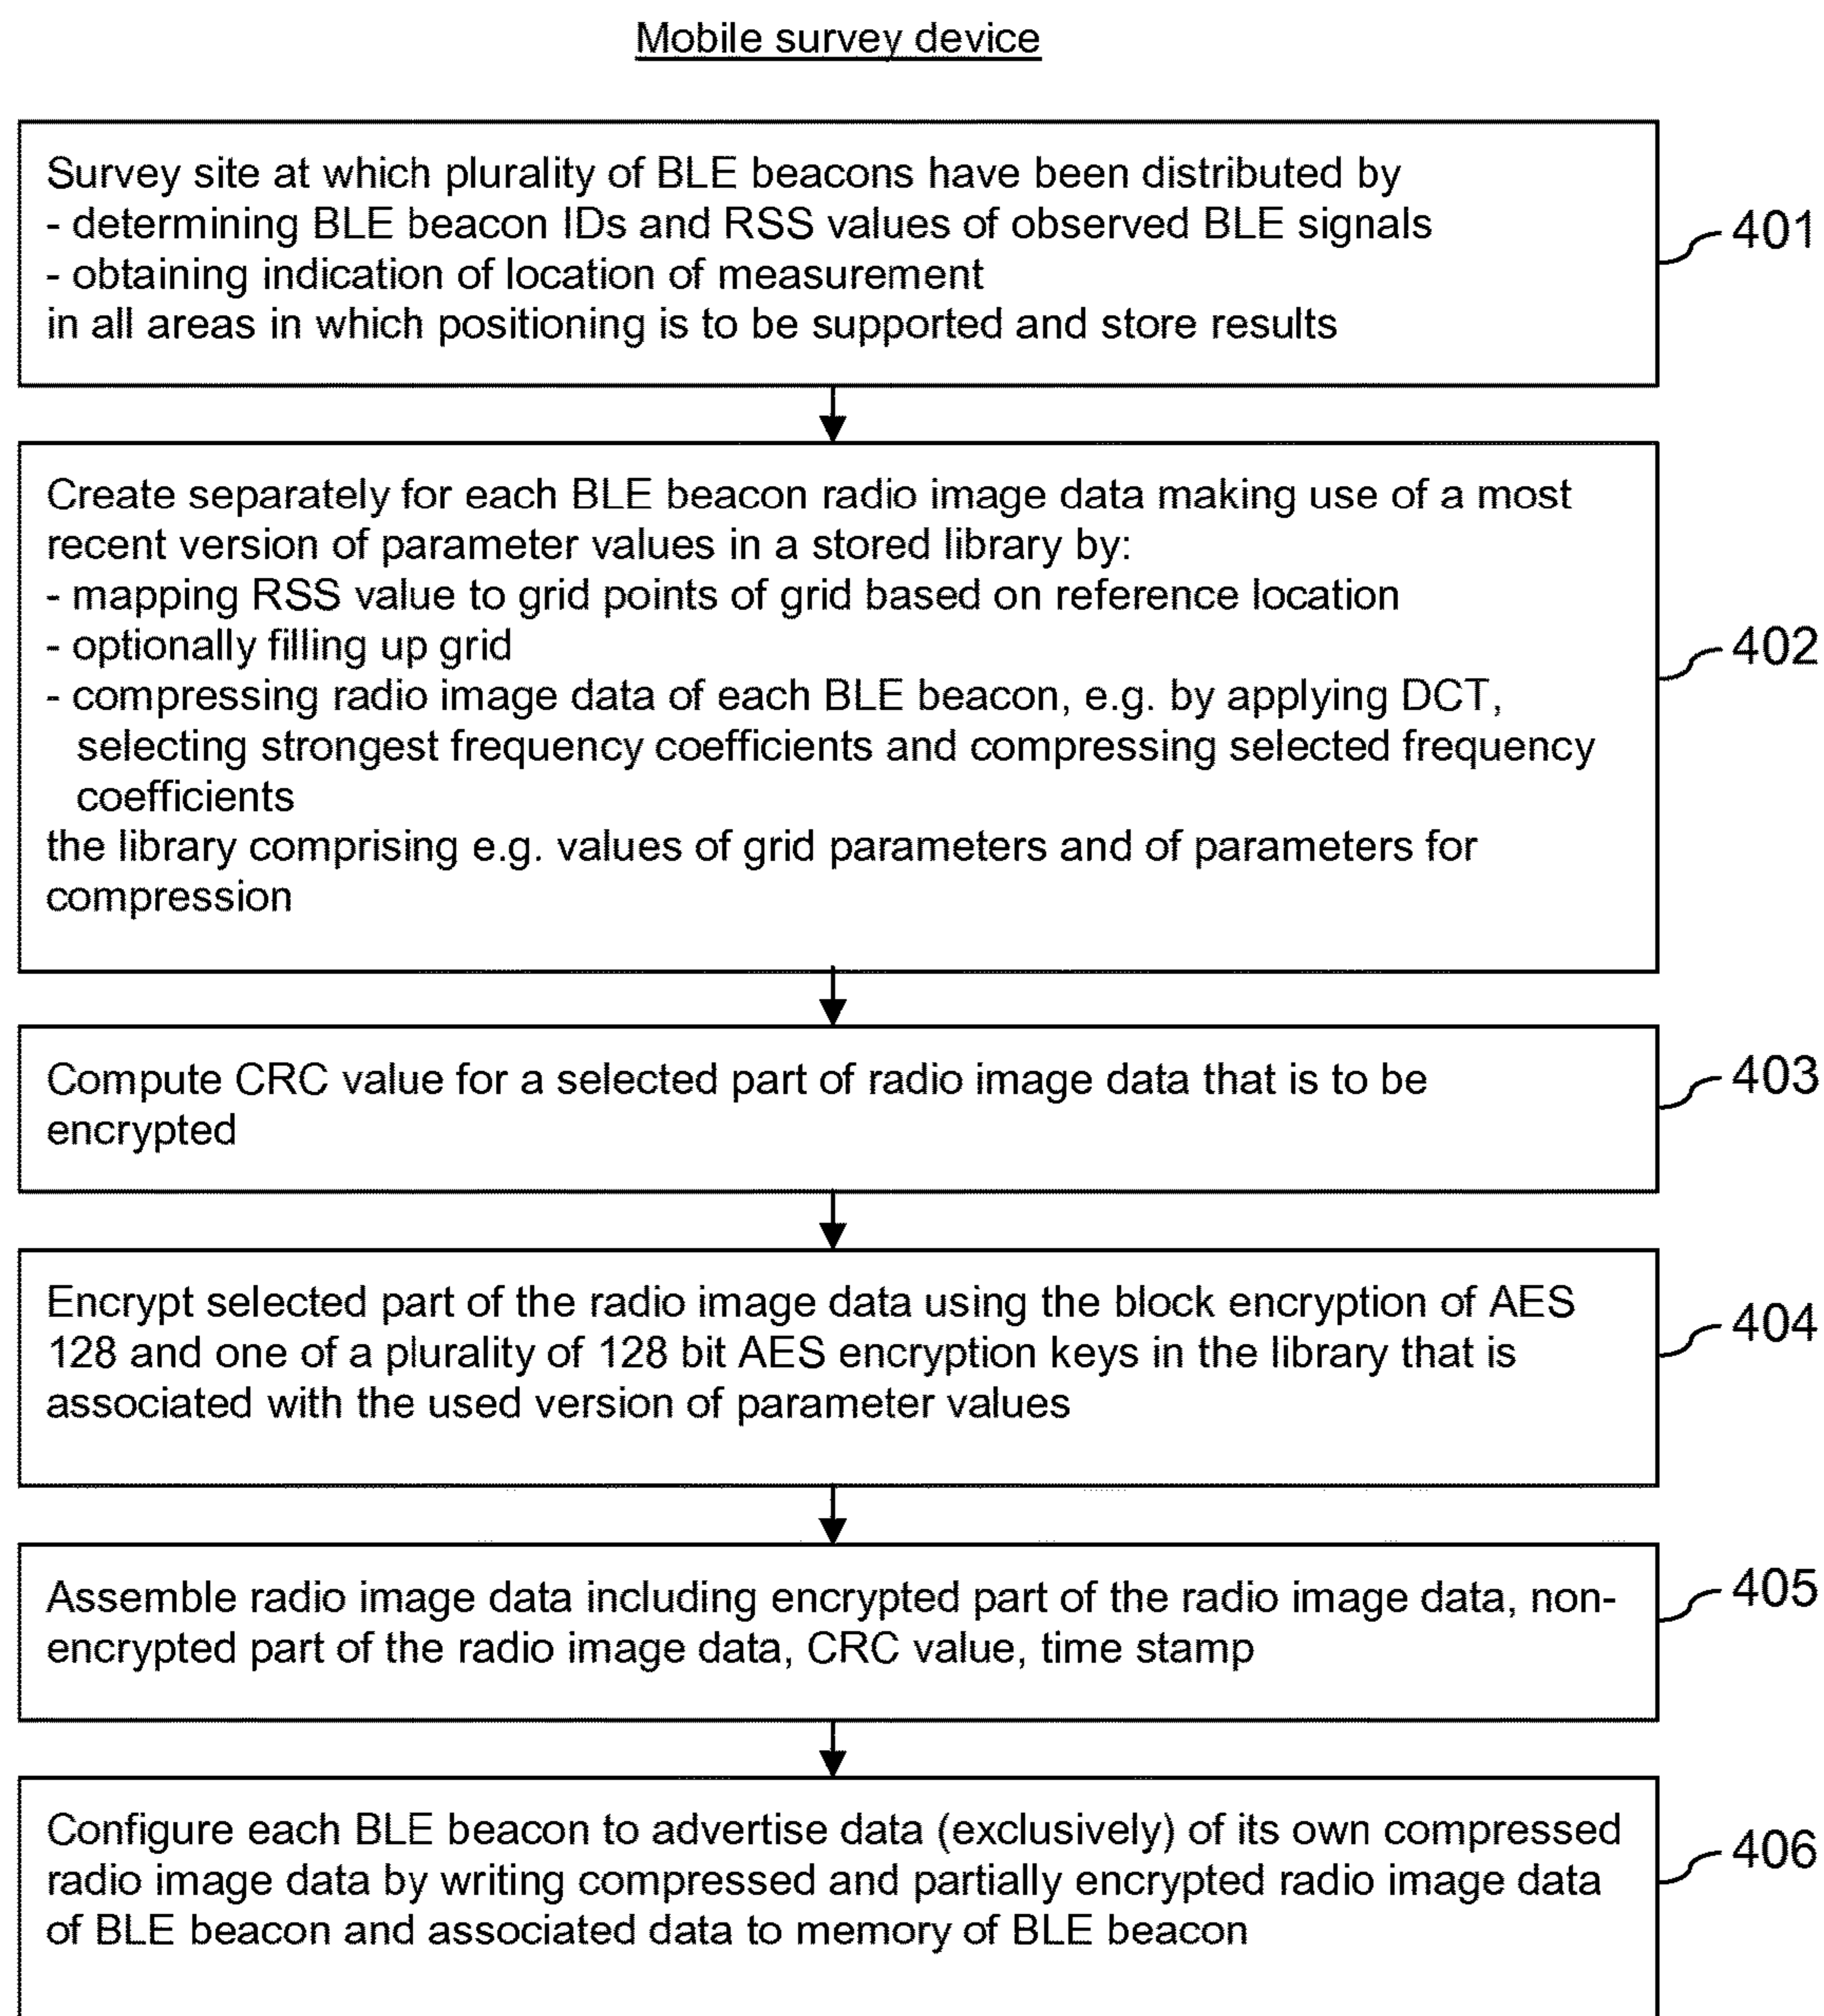 Mobile survey device
Survey site at which plurality of BLE beacons have been distributed by
- determining BLE beacon IDs and RSS values of observed BLE signals
- obtaining indication of location of measurement
in all areas in which positioning is to be supported and store results
401
Create separately for each BLE beacon radio image data making use of a most
recent version of parameter values in a stored library by:
- mapping RSS value to grid points of grid based on reference location
- optionally filling up grid
- compressing radio image data of each BLE beacon, e.g. by applying DCT,
selecting strongest frequency coefficients and compressing selected frequency
coefficients
the library comprising e.g. values of grid parameters and of parameters for
compression
402
Compute CRC value for a selected part of radio image data that is to be
encrypted
403
Encrypt selected part of the radio image data using the block encryption of AES
128 and one of a plurality of 128 bit AES encryption keys in the library that is
associated with the used version of parameter values
404
Assemble radio image data including encrypted part of the radio image data, non-
encrypted part of the radio image data, CRC value, time stamp
405
Configure each BLE beacon to advertise data (exclusively) of its own compressed
radio image data by writing compressed and partially encrypted radio image data
of BLE beacon and associated data to memory of BLE beacon
406